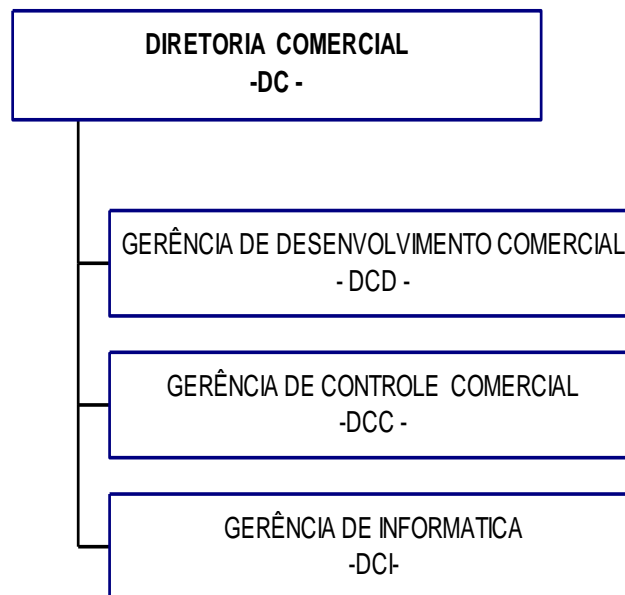 DIRETORIA COMERCIAL
-DC -
GERÊNCIA DE DESENVOLVIMENTO COMERCIAL
- DCD -
GERÊNCIA DE CONTROLE COMERCIAL
-DCC -
GERÊNCIA DE INFORMATICA
-DCI-